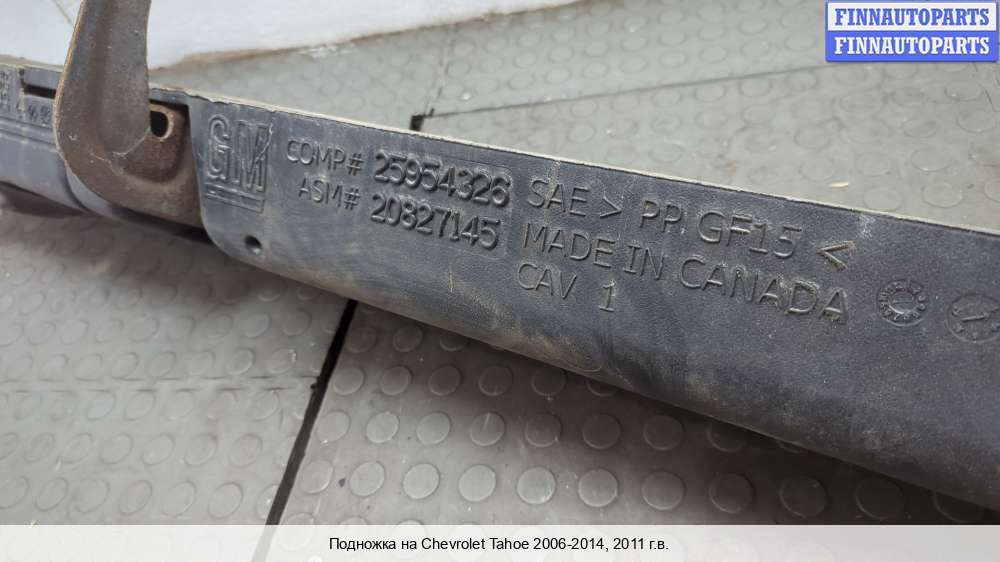 FINNAUTOPARTS
FINNAUTOPARTS
GM
COMP# 25954326
ASM# 20827145
SAE > PP GF15 <
MADE IN CANADA
CAV 1
Подножка на Chevrolet Tahoe 2006-2014, 2011 г.в.